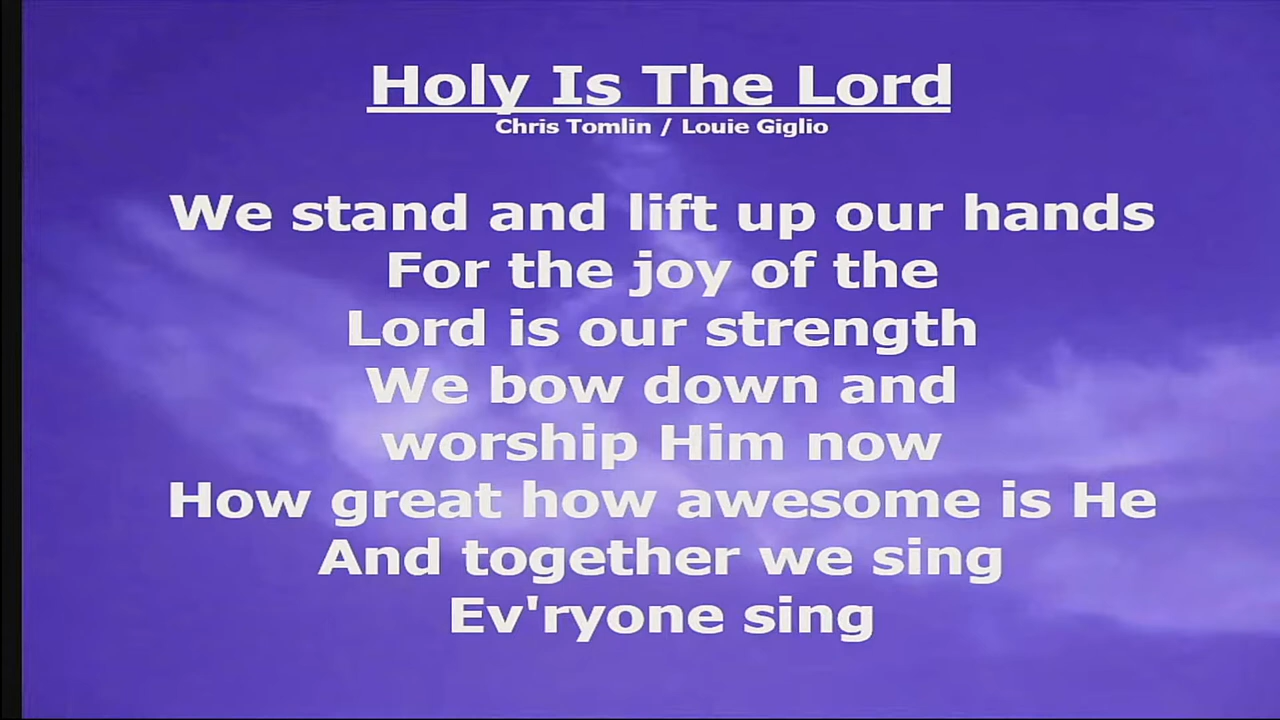 Holy Is The Lord
Chris Tomlin / Louie Giglio
We stand and lift up our hands
For the joy of the
Lord is our strength
We bow down and
worship Him now
How great how awesome is He
And together we sing
Ev'ryone sing